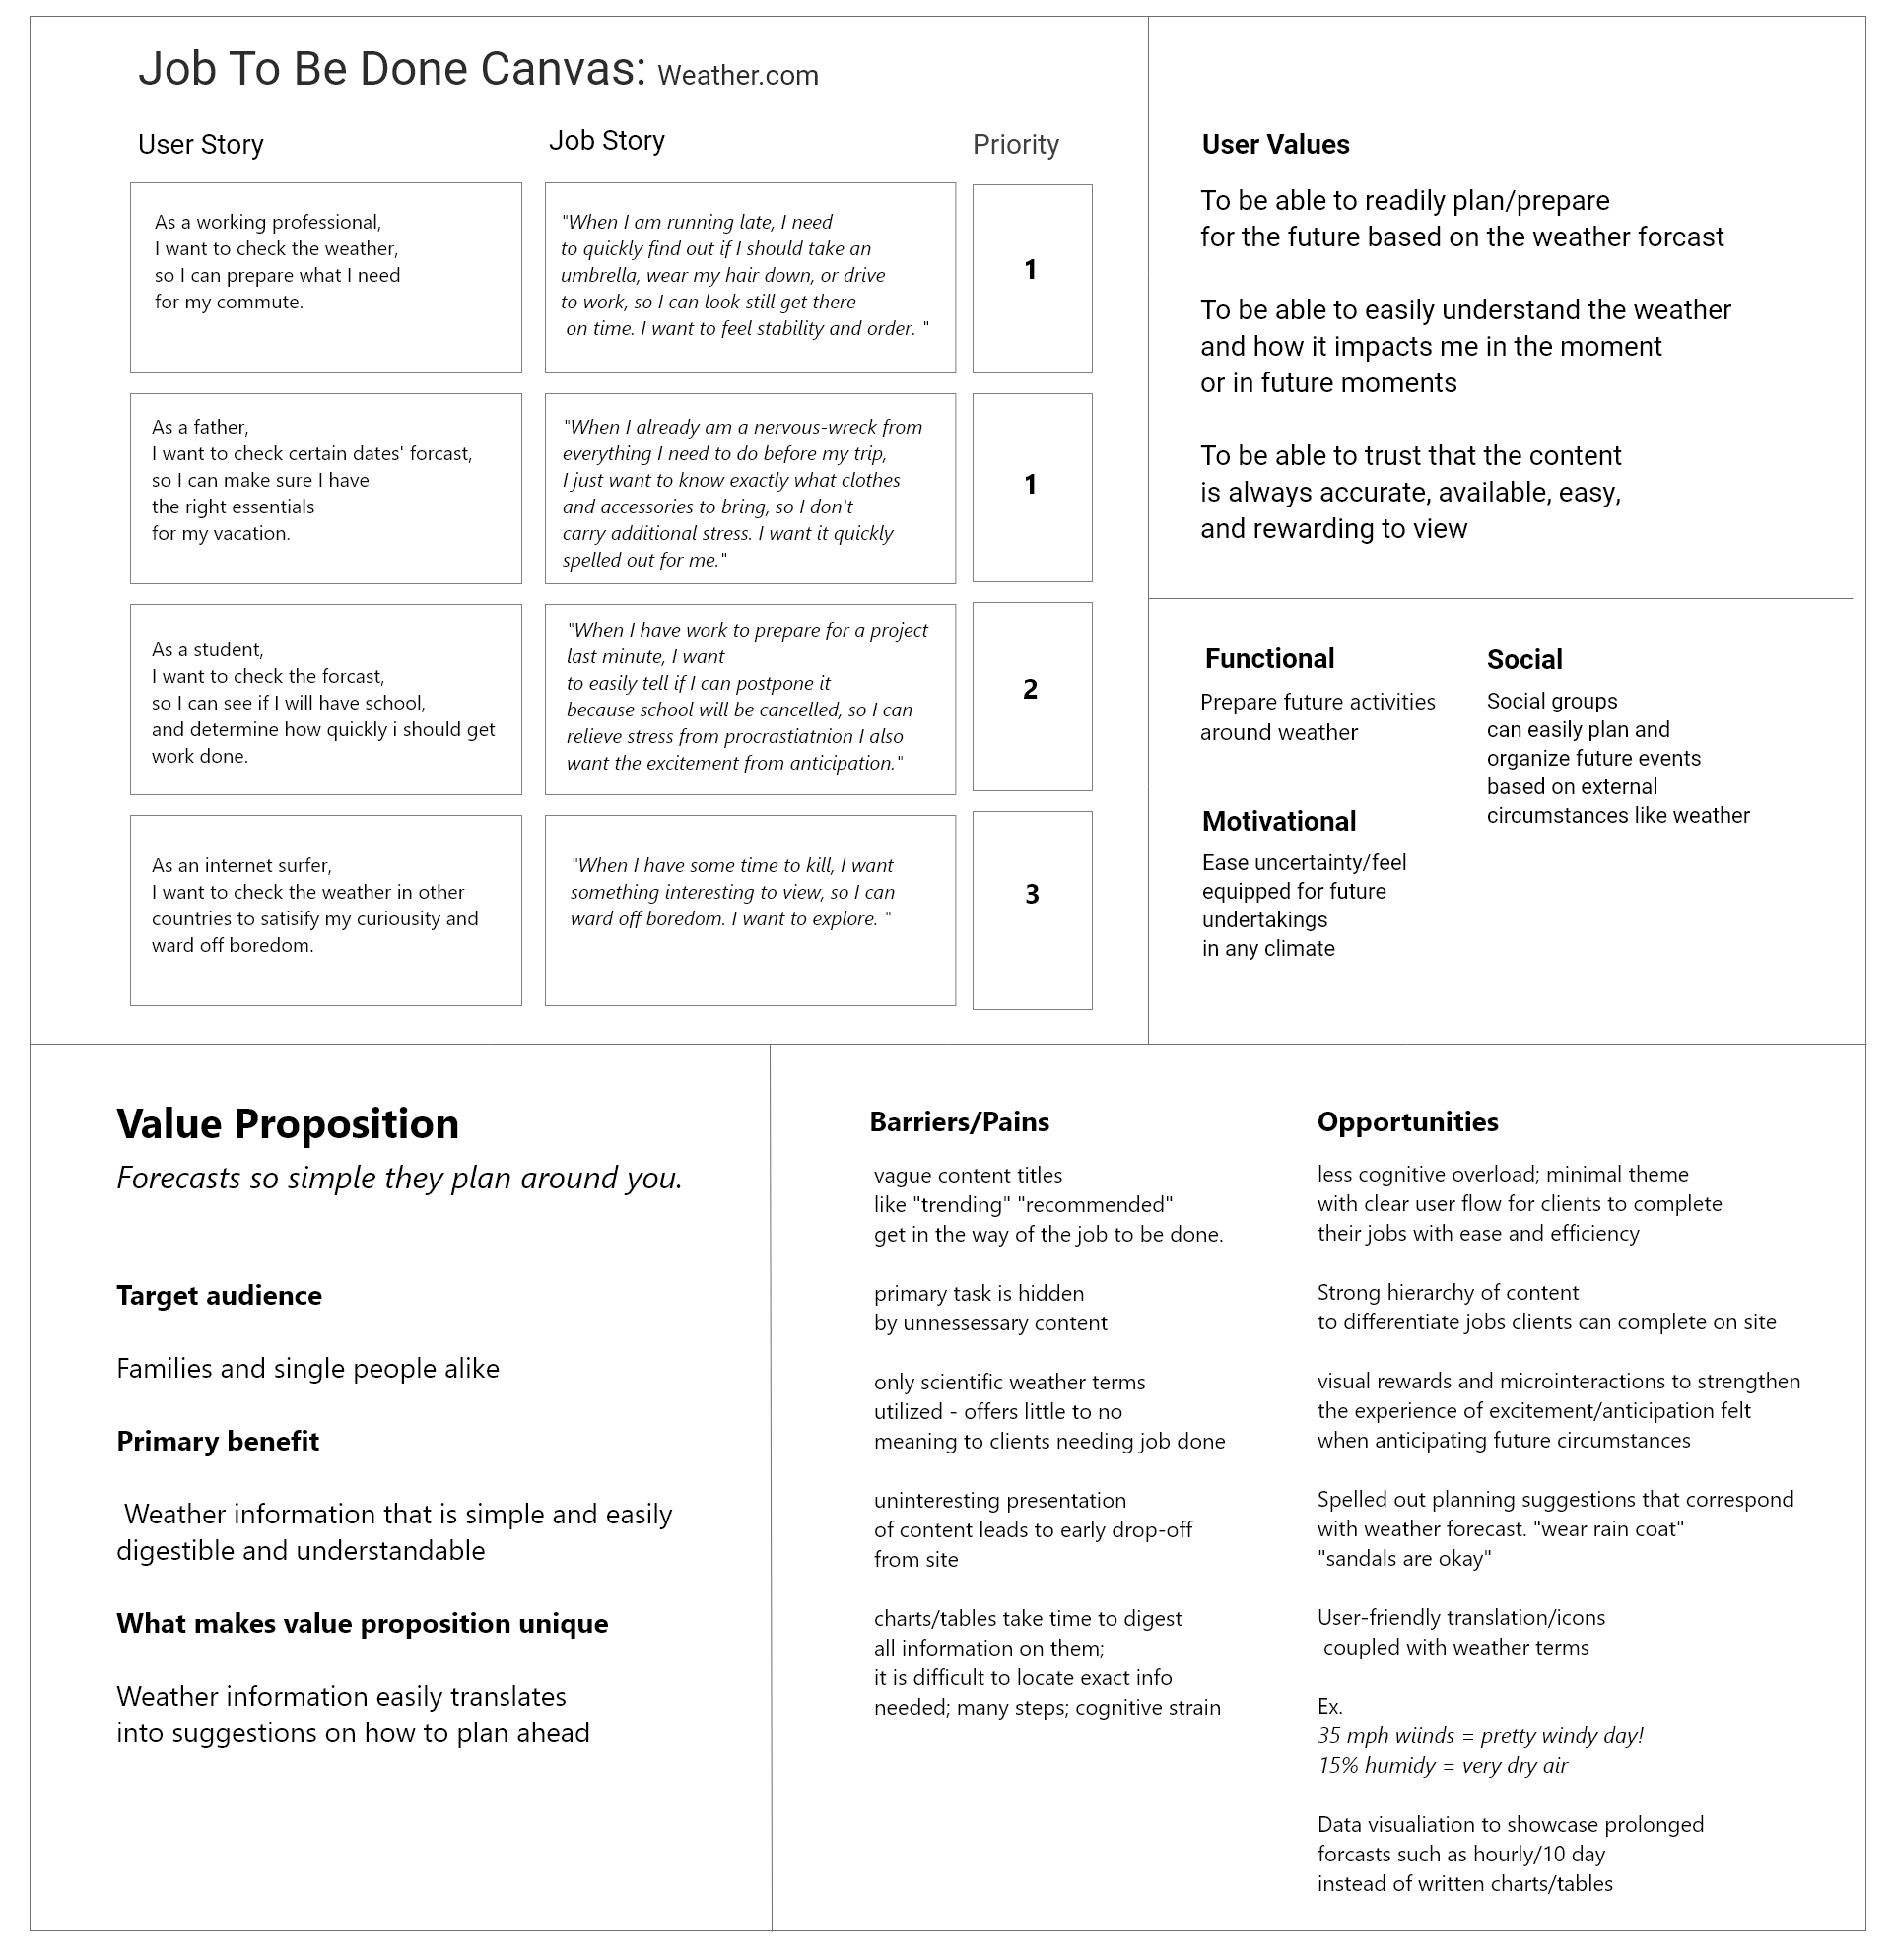 Job To Be Done Canvas: Weather.com
User Story
Job Story
Priority
As a working professional,
I want to check the weather,
so I can prepare what I need
for my commute.
"When I am running late, I need
to quickly find out if I should take an
umbrella, wear my hair down, or drive
to work, so I can look still get there
on time. I want to feel stability and order. "
1
As a father,
I want to check certain dates' forcast,
so I can make sure I have
the right essentials
for my vacation.
"When I already am a nervous-wreck from
everything I need to do before my trip,
I just want to know exactly what clothes
and accessories to bring, so I don't
carry additional stress. I want it quickly
spelled out for me."
1
As a student,
I want to check the forcast,
so I can see if I will have school,
and determine how quickly i should get
work done.
"When I have work to prepare for a project
last minute, I want
to easily tell if I can postpone it
because school will be cancelled, so I can
relieve stress from procrastiatnion I also
want the excitement from anticipation."
2
As an internet surfer,
I want to check the weather in other
countries to satisify my curiousity and
ward off boredom.
"When I have some time to kill, I want
something interesting to view, so I can
ward off boredom. I want to explore. "
3
User Values
To be able to readily plan/prepare
for the future based on the weather forcast
To be able to easily understand the weather
and how it impacts me in the moment
or in future moments
To be able to trust that the content
is always accurate, available, easy,
and rewarding to view
Functional
Prepare future activities
around weather
Social
Social groups
can easily plan and
organize future events
based on external
circumstances like weather
Motivational
Ease uncertainty/feel
equipped for future
undertakings
in any climate
Value Proposition
Forecasts so simple they plan around you.
Target audience
Families and single people alike
Primary benefit
Weather information that is simple and easily
digestible and understandable
What makes value proposition unique
Weather information easily translates
into suggestions on how to plan ahead
Barriers/Pains
vague content titles
like "trending" "recommended"
get in the way of the job to be done.
primary task is hidden
by unnessessary content
only scientific weather terms
utilized - offers little to no
meaning to clients needing job done
uninteresting presentation
of content leads to early drop-off
from site
charts/tables take time to digest
all information on them;
it is difficult to locate exact info
needed; many steps; cognitive strain
Opportunities
less cognitive overload; minimal theme
with clear user flow for clients to complete
their jobs with ease and efficiency
Strong hierarchy of content
to differentiate jobs clients can complete on site
visual rewards and microinteractions to strengthen
the experience of excitement/anticipation felt
when anticipating future circumstances
Spelled out planning suggestions that correspond
with weather forecast. "wear rain coat"
"sandals are okay"
User-friendly translation/icons
coupled with weather terms
Ex.
35 mph wiinds = pretty windy day!
15% humidy = very dry air
Data visualiation to showcase prolonged
forcasts such as hourly/10 day
instead of written charts/tables